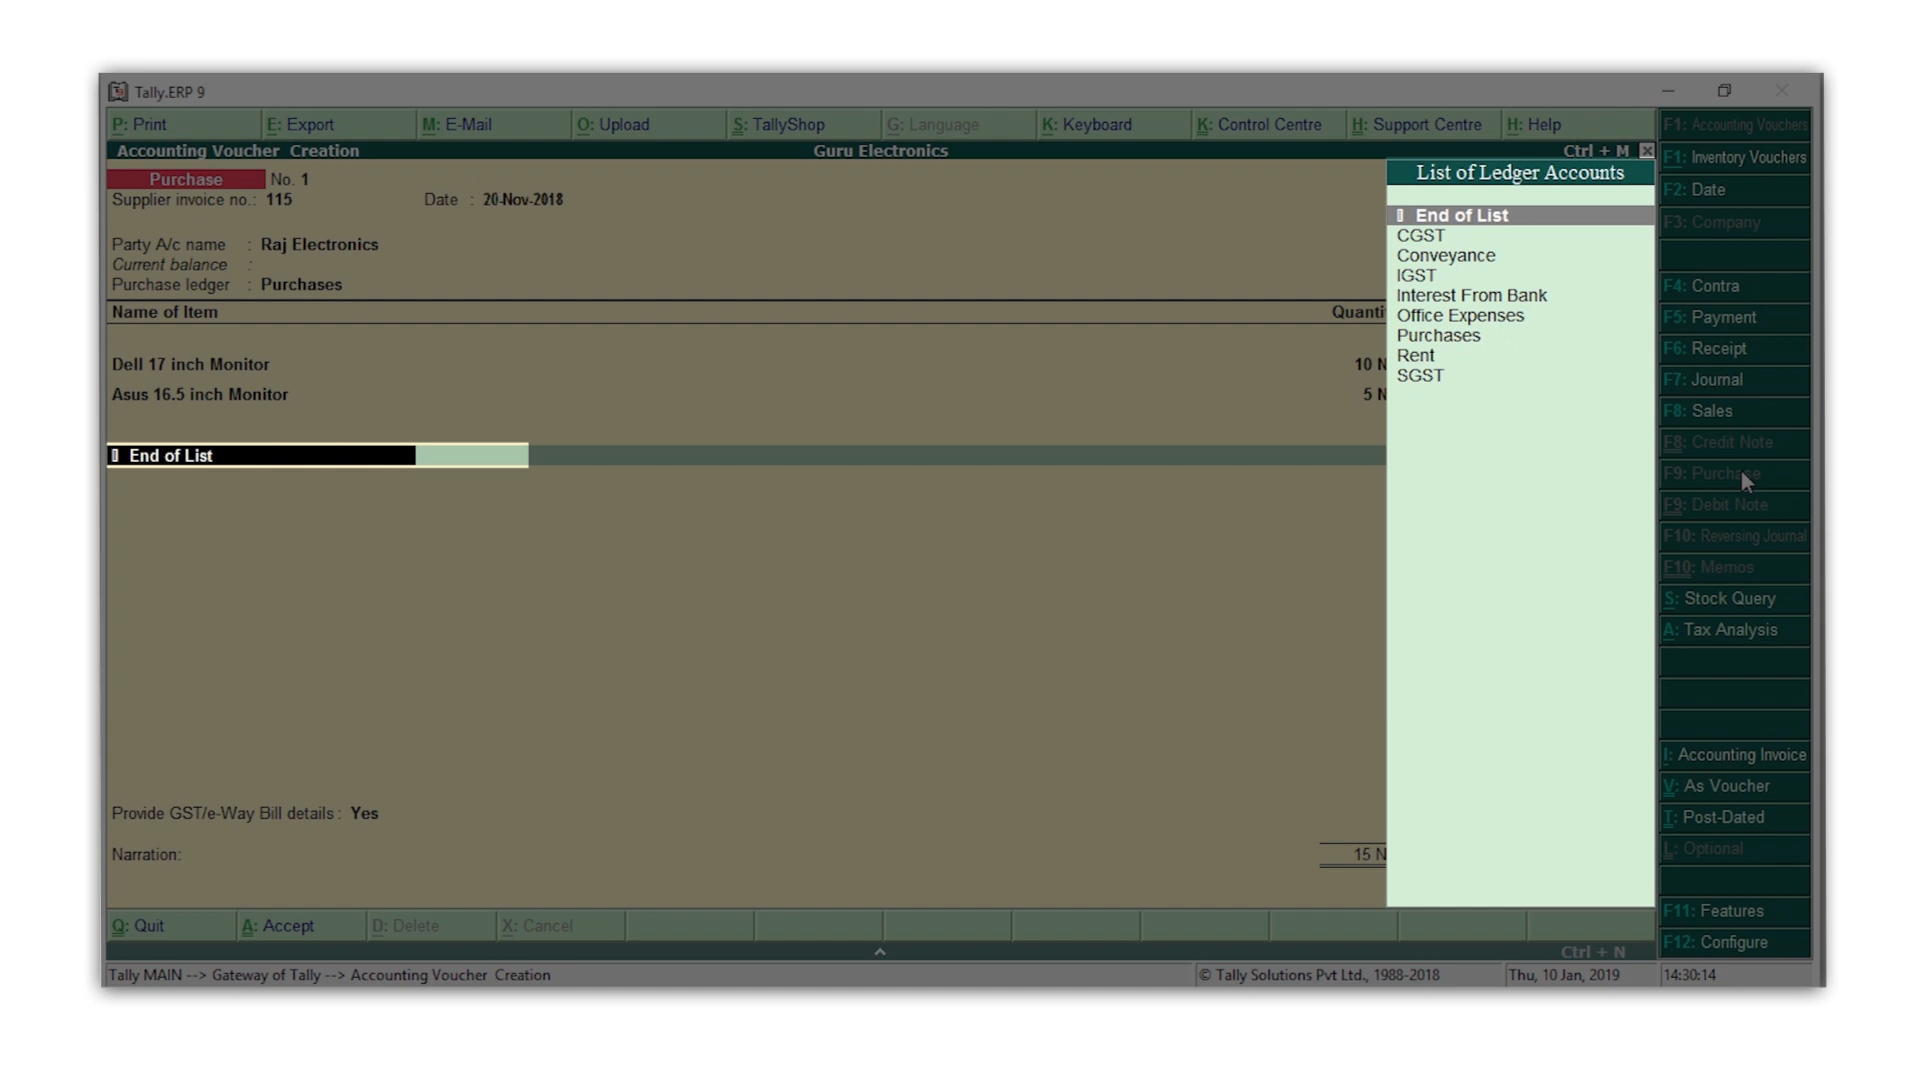 Tally.ERP 9
P: Print E: Export M: E-Mail O: Upload S: TallyShop G: Language K: Keyboard K: Control Centre H: Support Centre H: Help F1: Accounting Vouchers
Accounting Voucher Creation Guru Electronics Ctrl + M
F1: Inventory Vouchers
Purchase No. 1
List of Ledger Accounts
F2: Date
Supplier invoice no.: 115 Date : 20-Nov-2018
F3: Company
End of List
CGST
Party A/c name : Raj Electronics
Conveyance
Current balance :
IGST
Purchase ledger : Purchases
F4: Contra
Interest From Bank
Name of Item Quanti
Office Expenses
F5: Payment
Purchases
F6: Receipt
Rent
Dell 17 inch Monitor 10 N
SGST
F7: Journal
Asus 16.5 inch Monitor 5 N
F8: Sales
F8: Credit Note
End of List
F9: Purchase
F9: Debit Note
F10: Reversing Journal
F10: Memos
S: Stock Query
A: Tax Analysis
I: Accounting Invoice
V: As Voucher
Provide GST/e-Way Bill details : Yes
T: Post-Dated
L: Optional
Narration: 15 N
F11: Features
Q: Quit A: Accept D: Delete X: Cancel
F12: Configure
Ctrl + N
Tally MAIN --> Gateway of Tally --> Accounting Voucher Creation © Tally Solutions Pvt Ltd., 1988-2018 Thu, 10 Jan, 2019 14:30:14